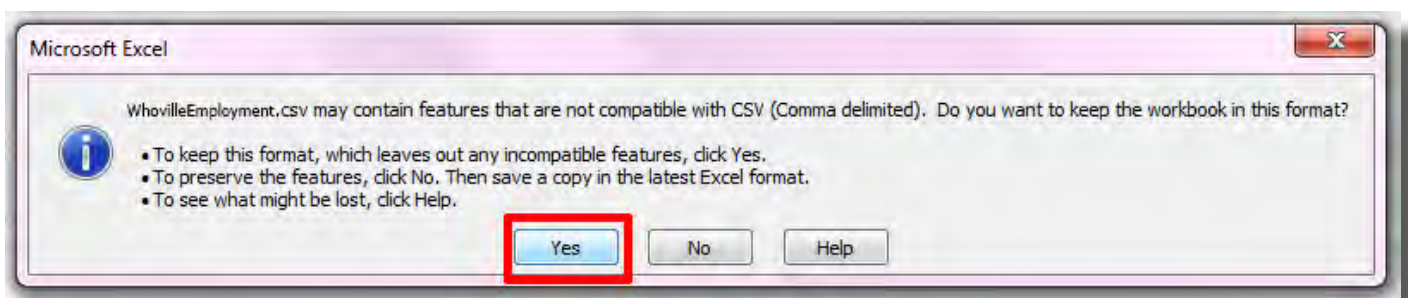 Microsoft Excel
X
WhovilleEmployment.csv may contain features that are not compatible with CSV (Comma delimited). Do you want to keep the workbook in this format?
• To keep this format, which leaves out any incompatible features, click Yes.
• To preserve the features, click No. Then save a copy in the latest Excel format.
• To see what might be lost, click Help.
Yes No Help